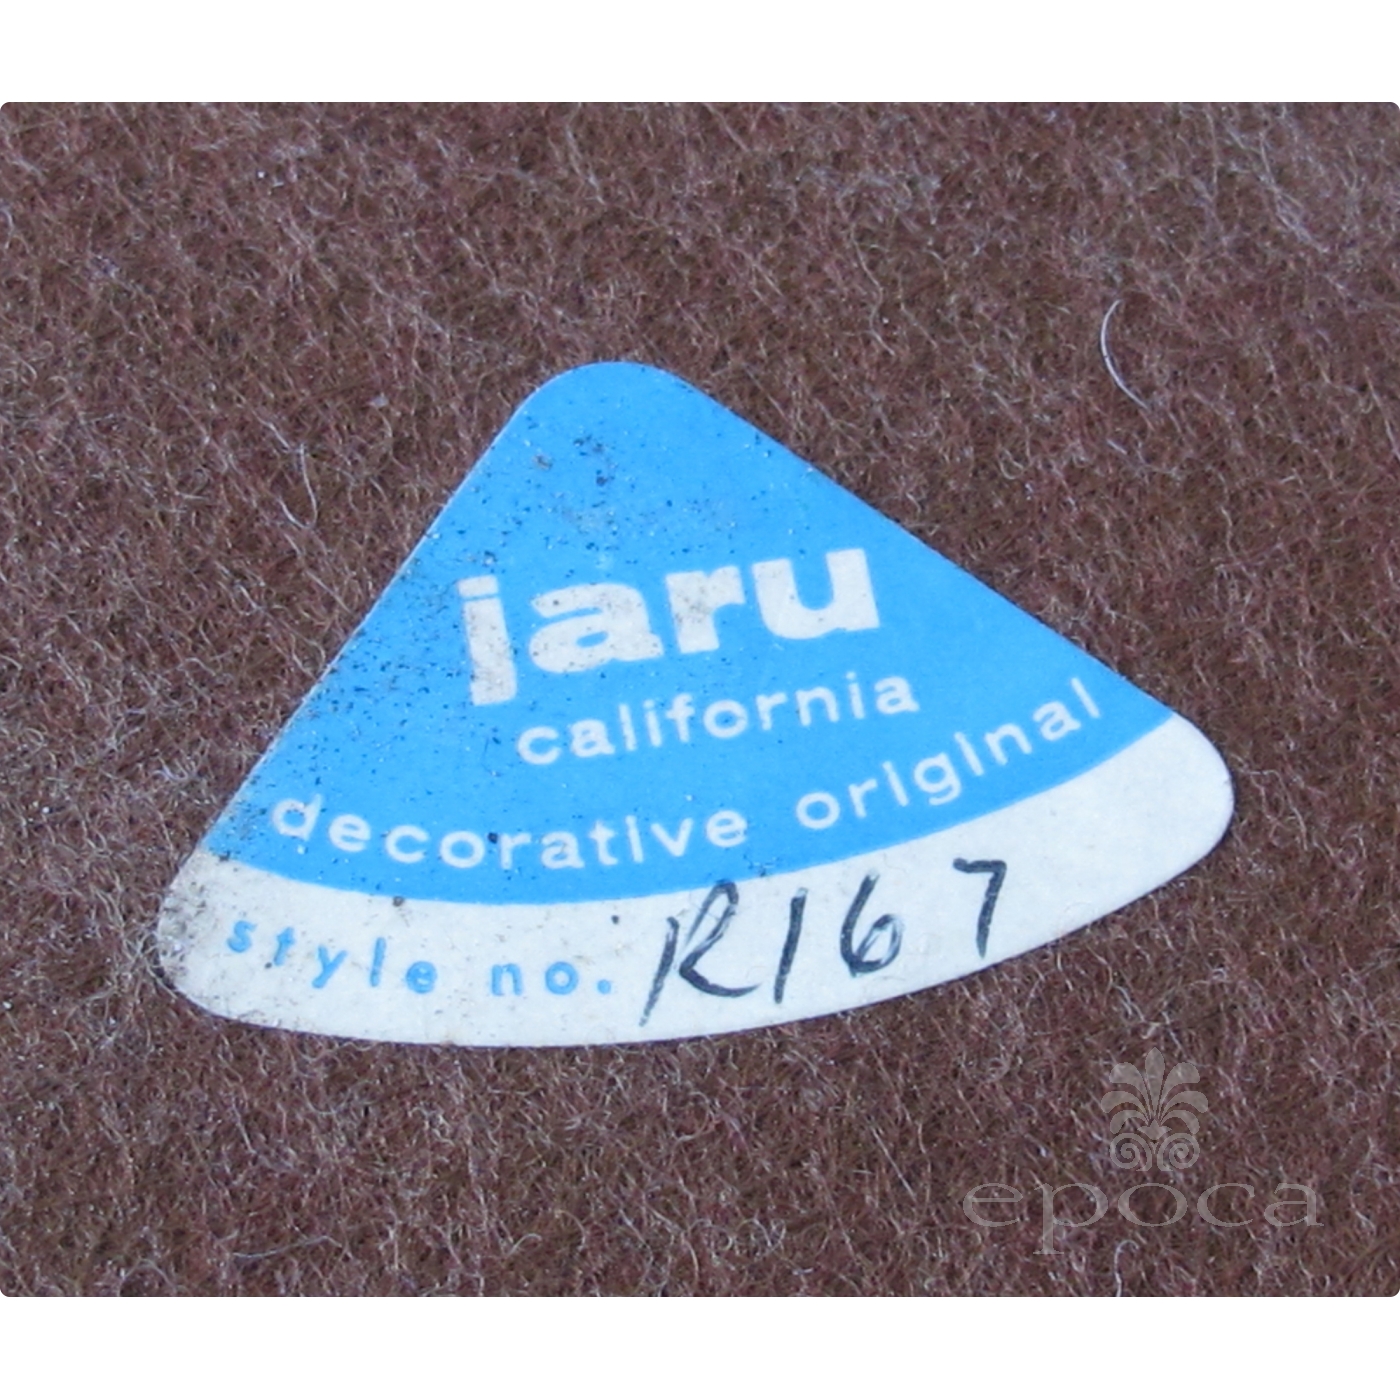 jaru
california
decorative original
style no. R167
epoca